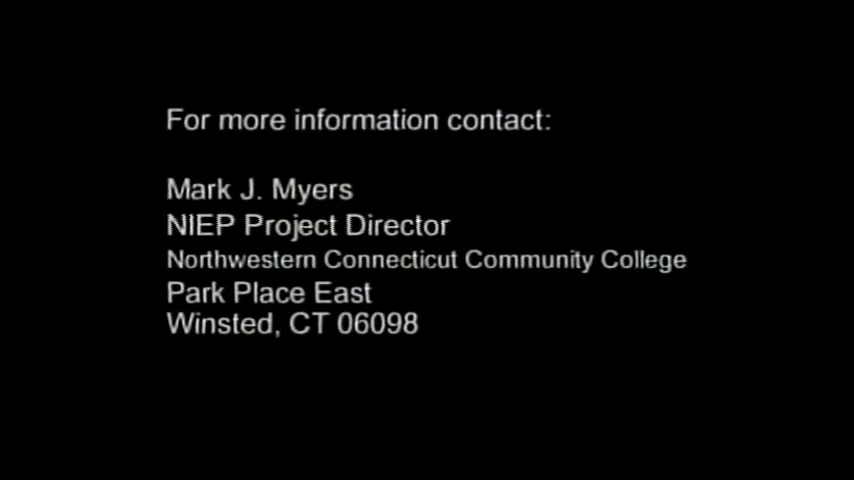 For more information contact:
Mark J. Myers
NIEP Project Director
Northwestern Connecticut Community College
Park Place East
Winsted, CT 06098